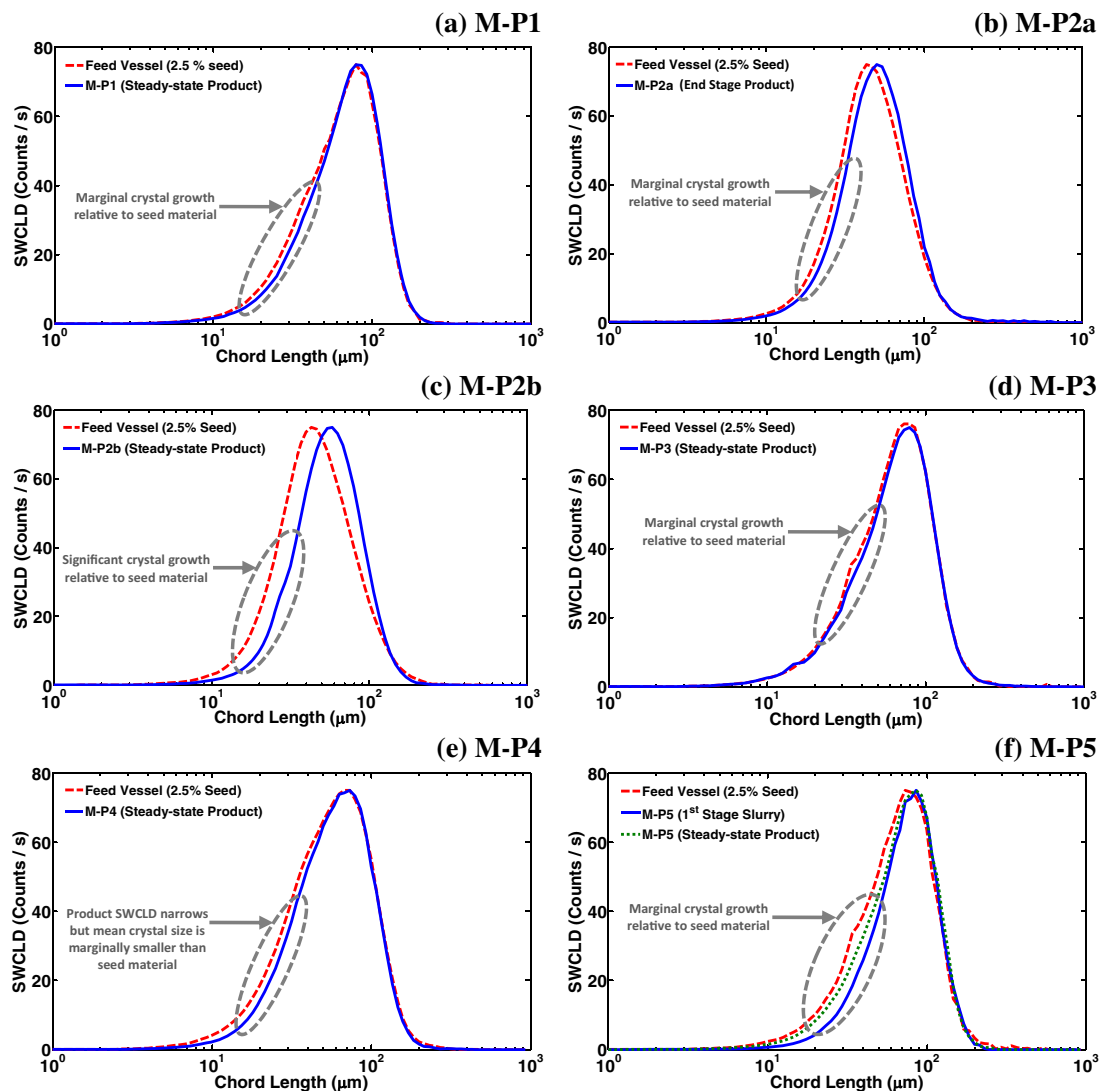 (a) M-P1
80
60
40
20
0
SWCLD (Counts / s)
Feed Vessel (2.5 % seed)
M-P1 (Steady-state Product)
Marginal crystal growth
relative to seed material
10^0 10^1 10^2 10^3
Chord Length (μm)
(b) M-P2a
80
60
40
20
0
SWCLD (Counts / s)
Feed Vessel (2.5% Seed)
M-P2a (End Stage Product)
Marginal crystal growth
relative to seed material
10^0 10^1 10^2 10^3
Chord Length (μm)
(c) M-P2b
80
60
40
20
0
SWCLD (Counts / s)
Feed Vessel (2.5% Seed)
M-P2b (Steady-state Product)
Significant crystal growth
relative to seed material
10^0 10^1 10^2 10^3
Chord Length (μm)
(d) M-P3
80
60
40
20
0
SWCLD (Counts / s)
Feed Vessel (2.5% Seed)
M-P3 (Steady-state Product)
Marginal crystal growth
relative to seed material
10^0 10^1 10^2 10^3
Chord Length (μm)
(e) M-P4
80
60
40
20
0
SWCLD (Counts / s)
Feed Vessel (2.5% Seed)
M-P4 (Steady-state Product)
Product SWCLD narrows
but mean crystal size is
marginally smaller than
seed material
10^0 10^1 10^2 10^3
Chord Length (μm)
(f) M-P5
80
60
40
20
0
SWCLD (Counts / s)
Feed Vessel (2.5% Seed)
M-P5 (1st Stage Slurry)
M-P5 (Steady-state Product)
Marginal crystal growth
relative to seed material
10^0 10^1 10^2 10^3
Chord Length (μm)